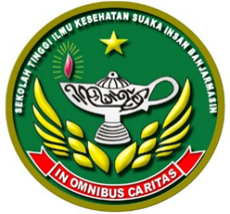 SEKOLAH TINGGI ILMU KESEHATAN SUAKA INSAN BANJARMASIN
IN OMNIBUS CARITAS